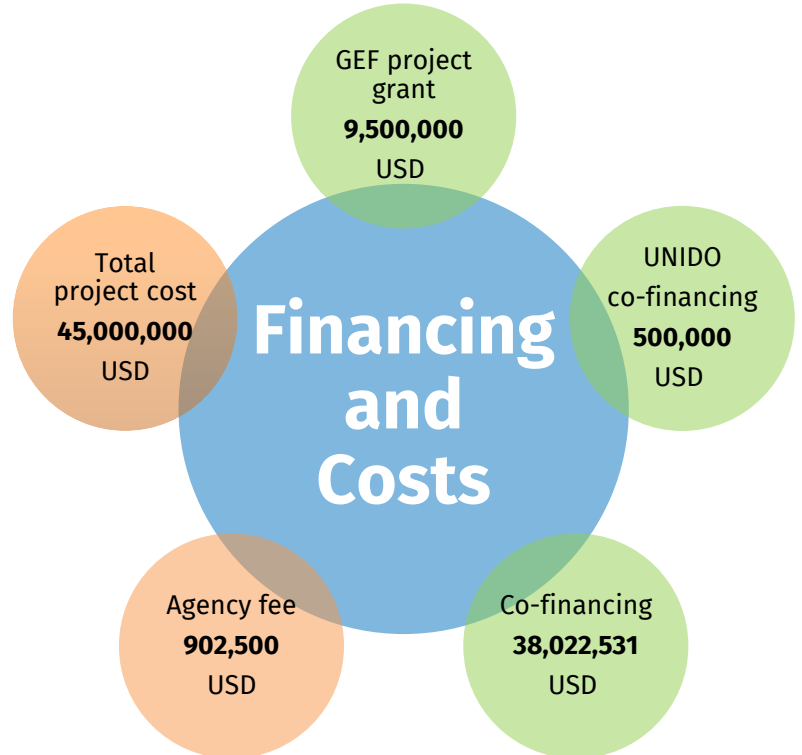 GEF project
grant
9,500,000
USD
Total
project cost
45,000,000
USD
UNIDO
co-financing
500,000
USD
Financing
and
Costs
Agency fee
902,500
USD
Co-financing
38,022,531
USD